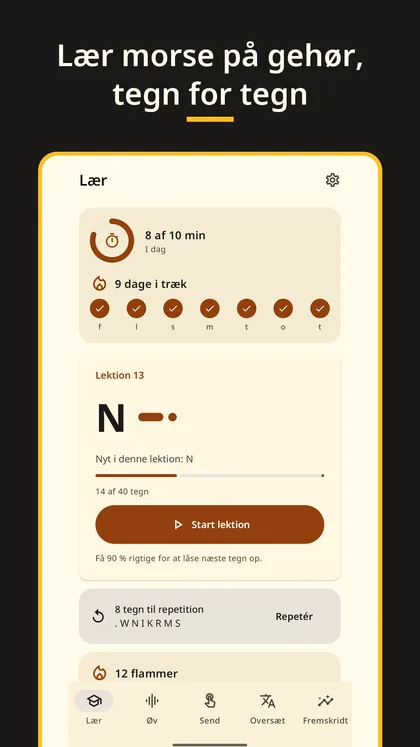 Lær morse på gehør,
tegn for tegn
Lær
8 af 10 min
I dag
9 dage i træk
f l s m t o t
Lektion 13
N
Nyt i denne lektion: N
14 af 40 tegn
Start lektion
Få 90 % rigtige for at låse næste tegn op.
8 tegn til repetition
. W N I K R M S
Repetér
12 flammer
Lær Øv Send Oversæt Fremskridt